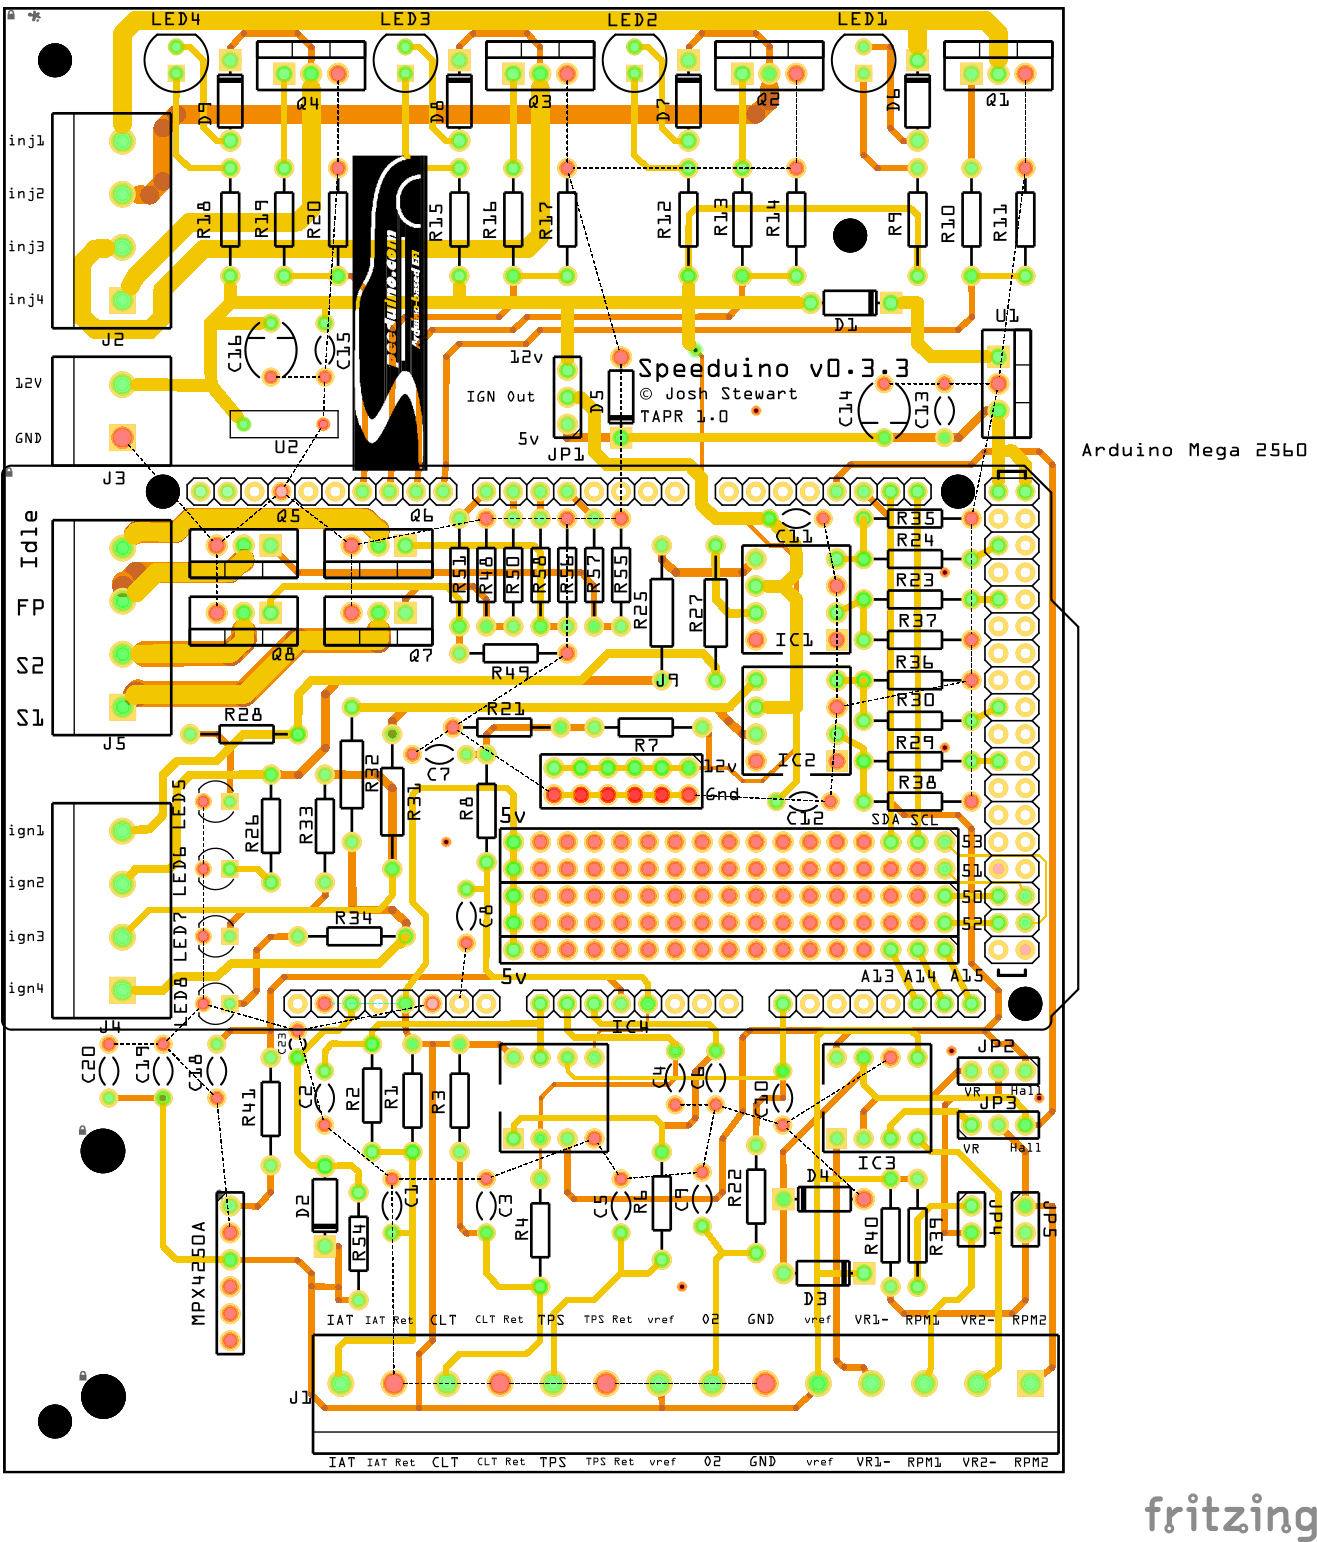 LED4 LED3 LED2 LED1
Q4 Q3 Q2 Q1
D9 D8 D7 D6
inj1
inj2
inj3
inj4
R18 R19 R20 R15 R16 R17 R12 R13 R14 R9 R10 R11
speeduino.com
Arduino-based EFI
J2
D1
U1
C16 C15
12V
GND
U2
J3
12v
IGN Out
5v
JP1
D5
Speeduino v0.3.3
© Josh Stewart
TAPR 1.0
C14 C13
Arduino Mega 2560
Idle
FP
S2
S1
Q5 Q6
Q8 Q7
J5
R51 R48 R50 R58 R56 R57 R55
R49
R25 R27
J9
C11
IC1
IC2
R35
R24
R23
R37
R36
R30
R29
R38
R28
R21
R7
C7
R32
R31
R8
12v
Gnd
C12
SDA SCL
LED5
LED6
LED7
LED8
R26 R33
R34
C8
ign1
ign2
ign3
ign4
J4
5v
53
51
50
52
5v
A13 A14 A15
IC4
C20 C19 C18
C23
R41
C2
R2 R1 R3
C4 C6
C10
JP2
VR Hall
JP3
VR Hall
IC3
D2
R54
C1
C3
R4
C5
R6
C9
R22
D4
D3
R40 R39
JP4 JP5
MPX4250A
IAT IAT Ret CLT CLT Ret TPS TPS Ret vref O2 GND vref VR1- RPM1 VR2- RPM2
J1
IAT IAT Ret CLT CLT Ret TPS TPS Ret vref O2 GND vref VR1- RPM1 VR2- RPM2
fritzing